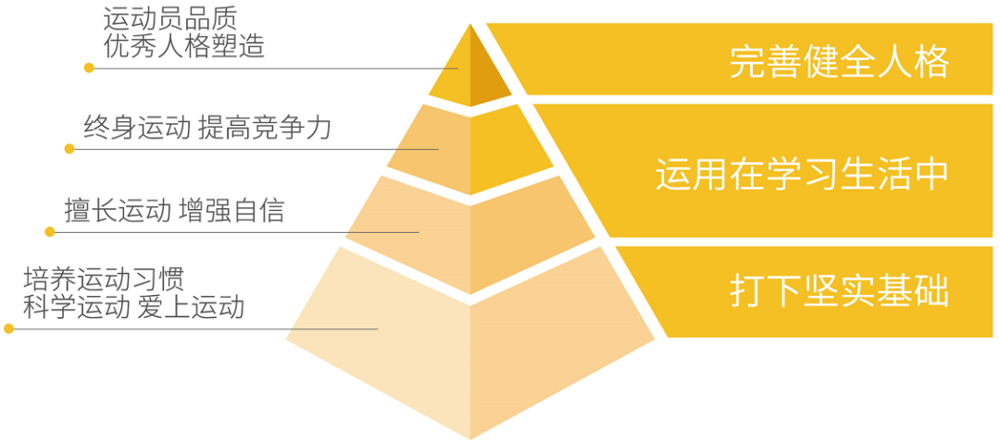 运动员品质
优秀人格塑造
终身运动 提高竞争力
擅长运动 增强自信
培养运动习惯
科学运动 爱上运动
完善健全人格
运用在学习生活中
打下坚实基础